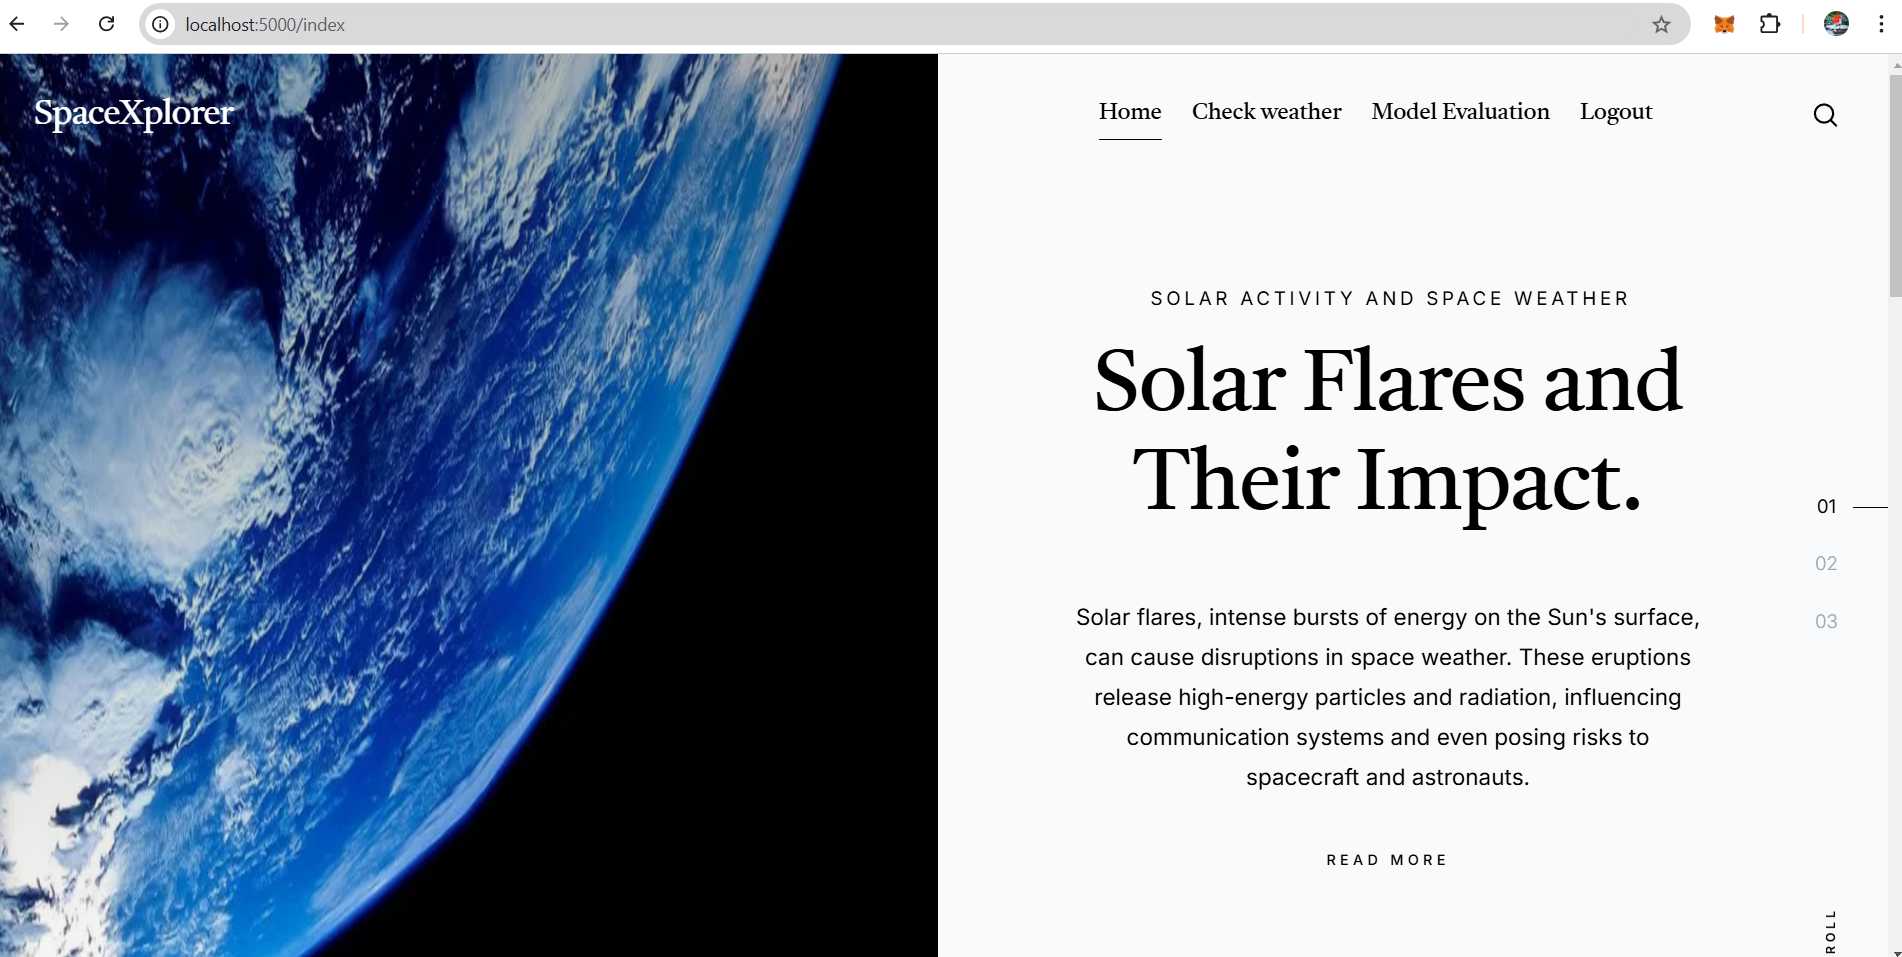 localhost:5000/index
SpaceXplorer
Home Check weather Model Evaluation Logout
SOLAR ACTIVITY AND SPACE WEATHER
Solar Flares and
Their Impact.
01
02
03
Solar flares, intense bursts of energy on the Sun's surface,
can cause disruptions in space weather. These eruptions
release high-energy particles and radiation, influencing
communication systems and even posing risks to
spacecraft and astronauts.
READ MORE
ROLL